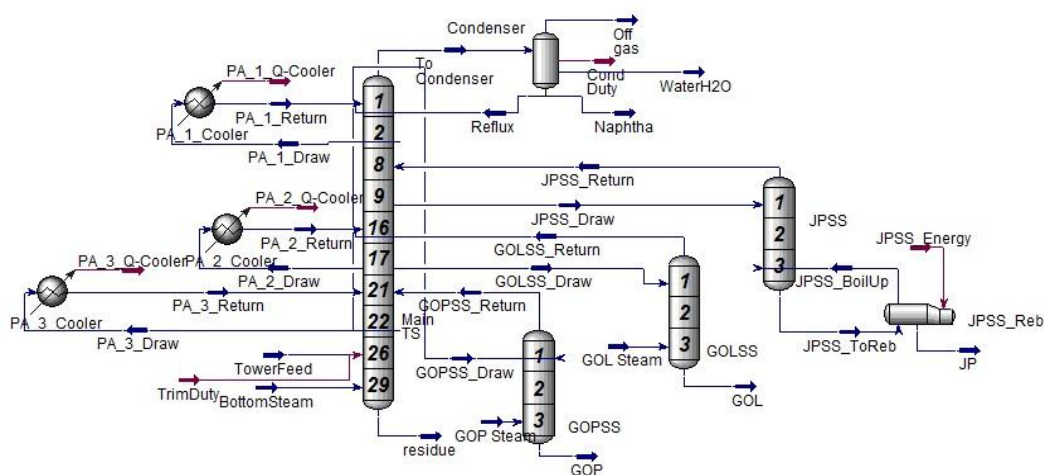 Condenser
Off
gas
To
Condenser
Cond
Duty
WaterH2O
Reflux
Naphtha
PA_1_Q-Cooler
PA_1_Return
PA_1_Cooler
PA_1_Draw
1
2
8
9
16
17
21
22
26
29
Main
TS
JPSS_Return
JPSS_Draw
1
2
3
JPSS
PA_2_Q-Cooler
PA_2_Return
PA_2_Cooler
PA_2_Draw
GOLSS_Return
GOLSS_Draw
JPSS_Energy
JPSS_BoilUp
JPSS_Reb
JPSS_ToReb
JP
PA_3_Q-Cooler
PA_3_Return
PA_3_Cooler
PA_3_Draw
GOPSS_Return
GOPSS_Draw
1
2
3
GOLSS
GOL Steam
GOL
TowerFeed
TrimDuty
BottomSteam
residue
1
2
3
GOP Steam
GOPSS
GOP